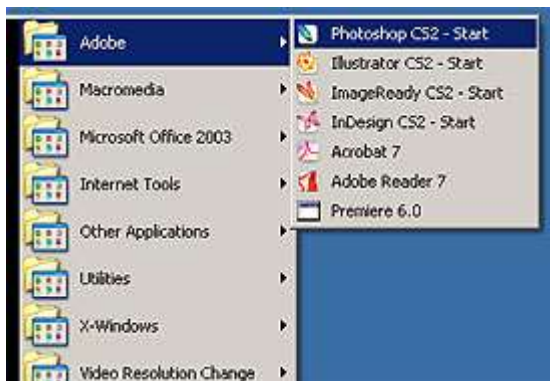 Adobe
Macromedia
Microsoft Office 2003
Internet Tools
Other Applications
Utilities
X-Windows
Video Resolution Change
Photoshop CS2 - Start
Illustrator CS2 - Start
ImageReady CS2 - Start
InDesign CS2 - Start
Acrobat 7
Adobe Reader 7
Premiere 6.0